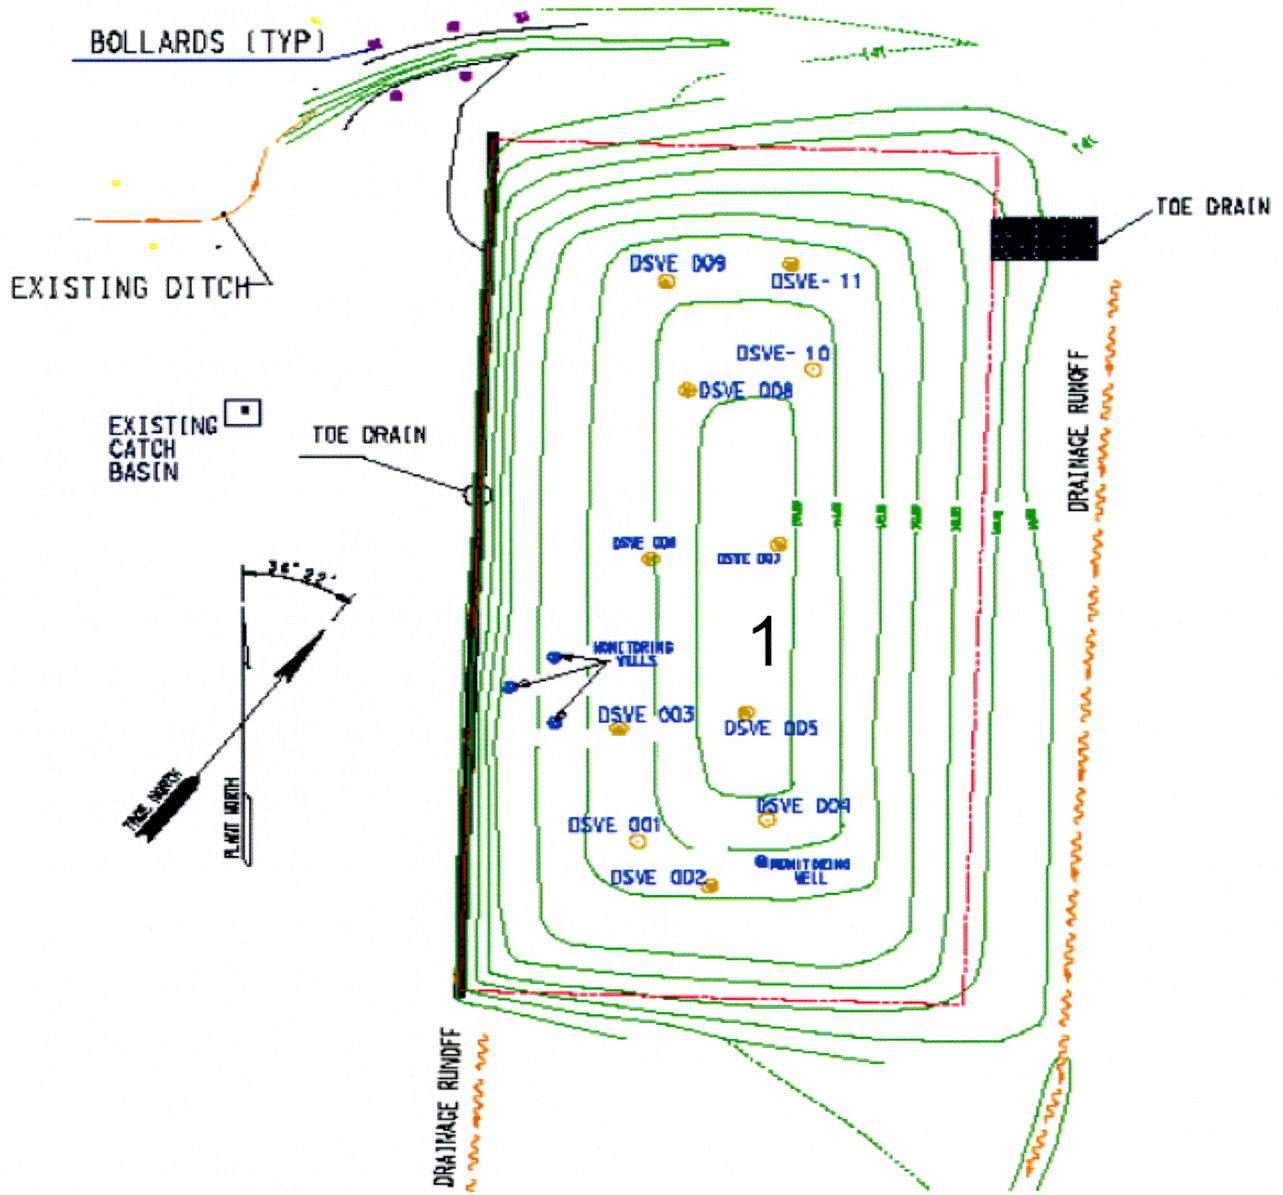 BOLLARDS (TYP)
TOE DRAIN
EXISTING DITCH
DSVE 009
DSVE-11
DSVE-10
DSVE 008
EXISTING
CATCH
BASIN
TOE DRAIN
DRAINAGE RUNOFF
DSVE 007
36°22'
1
MONITORING
WELLS
DSVE 003
DSVE 005
TRUE NORTH
PLANT NORTH
DSVE 004
DSVE 001
MONITORING
WELL
DSVE 002
DRAINAGE RUNOFF